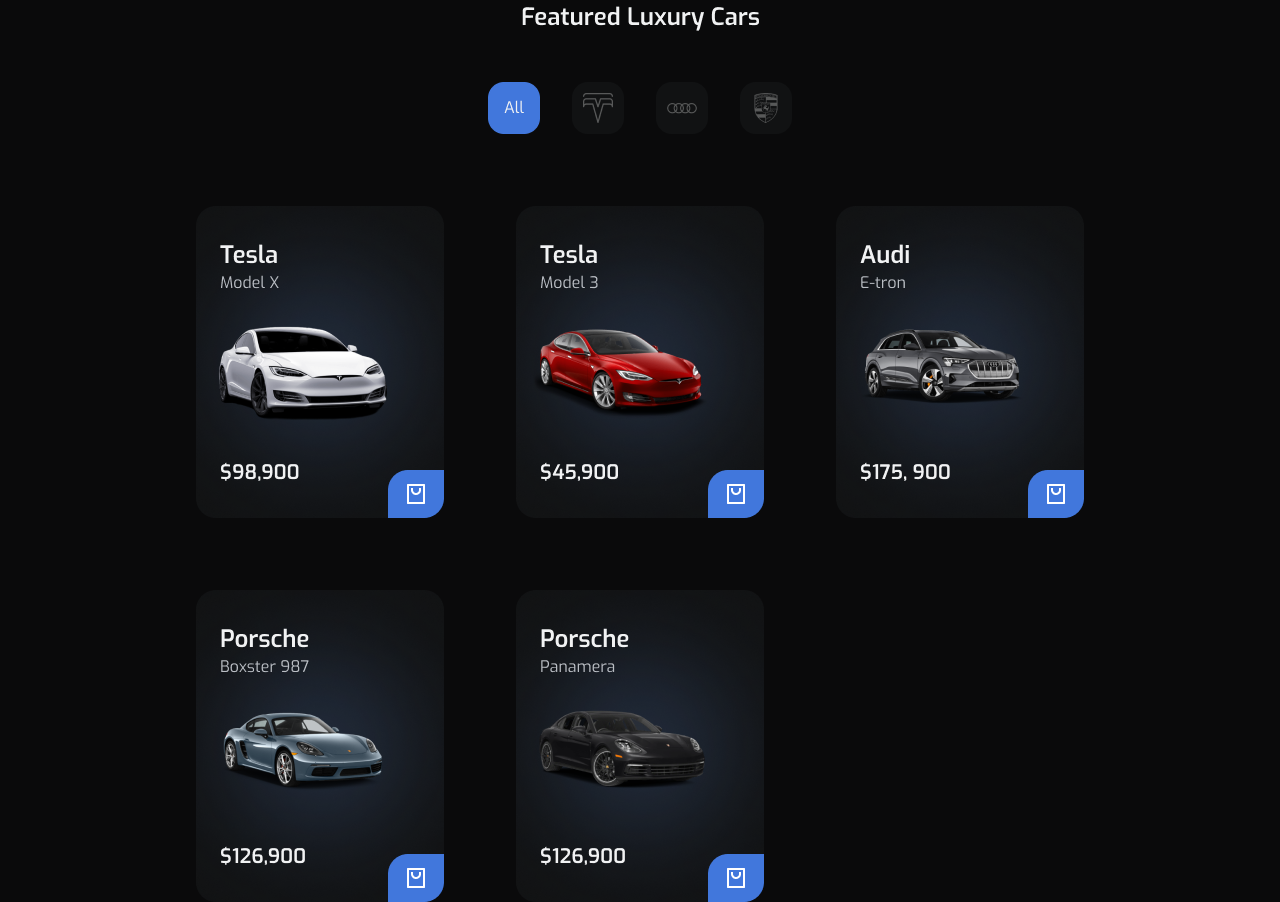 Featured Luxury Cars
All
Tesla
Model X
$98,900
Tesla
Model 3
$45,900
Audi
E-tron
$175, 900
Porsche
Boxster 987
$126,900
Porsche
Panamera
$126,900